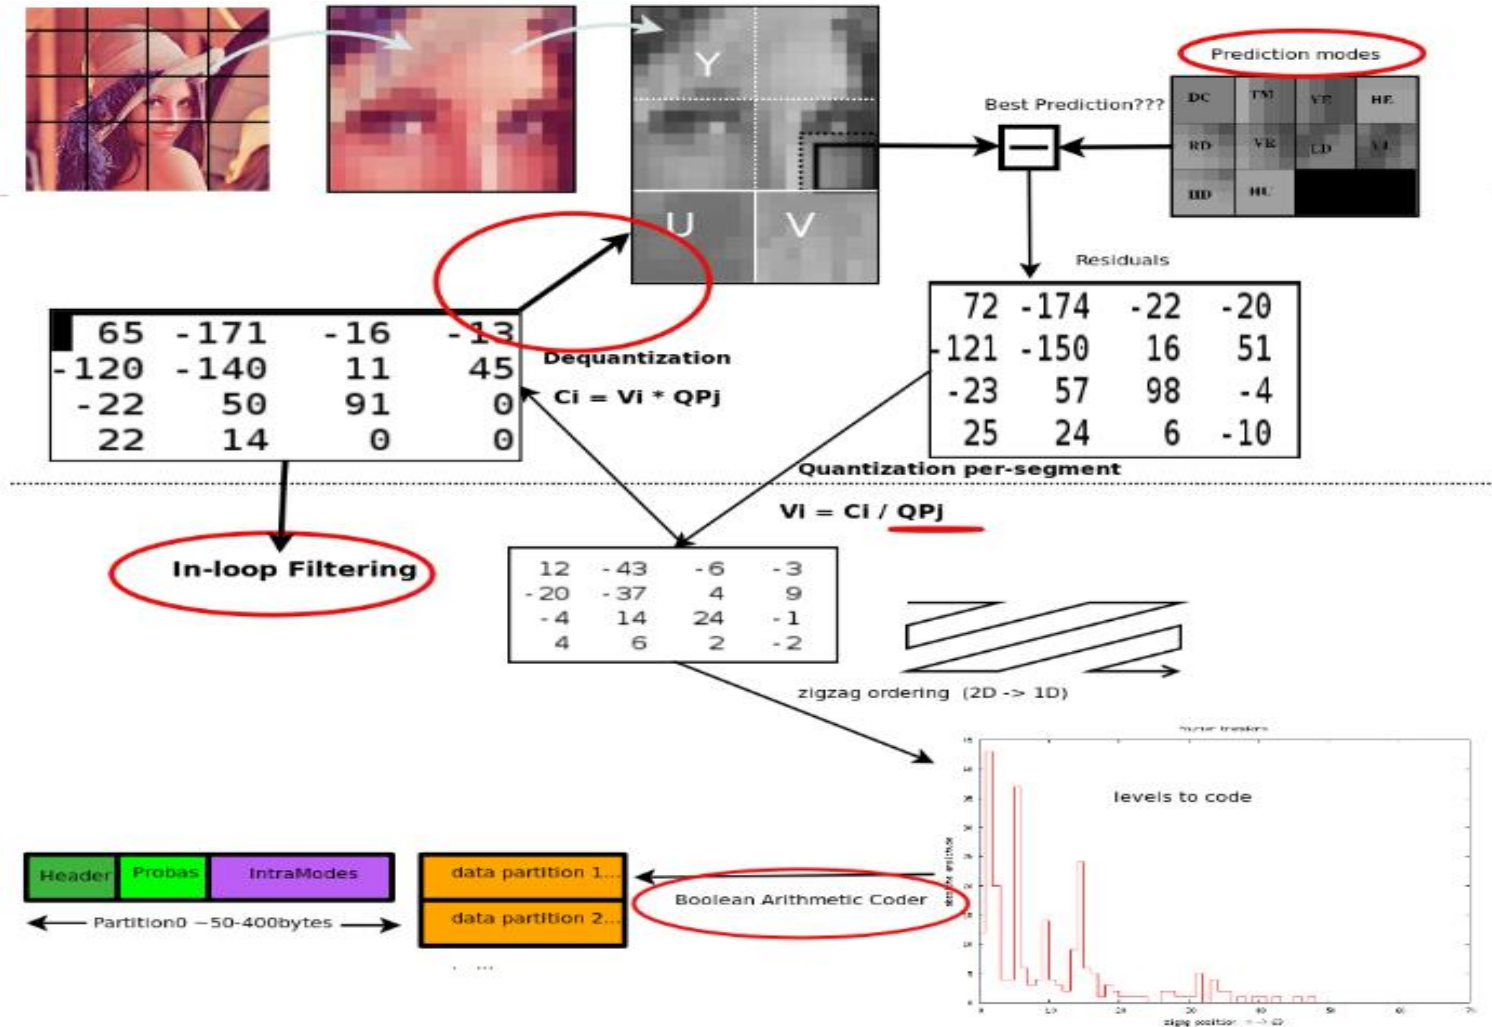 Prediction modes
Best Prediction???
Y
U V
DC TM VE HE
RD VR LD VL
HD HU
Residuals
72 -174 -22 -20
-121 -150 16 51
-23 57 98 -4
25 24 6 -10
65 -171 -16 -13
-120 -140 11 45
-22 50 91 0
22 14 0 0
Dequantization
Ci = Vi * QPj
Quantization per-segment
Vi = Ci / QPj
In-loop Filtering
12 -43 -6 -3
-20 -37 4 9
-4 14 24 -1
4 6 2 -2
zigzag ordering (2D -> 1D)
levels to code
Header Probas IntraModes
Partition0 ~50-400bytes
data partition 1...
data partition 2...
. ...
Boolean Arithmetic Coder